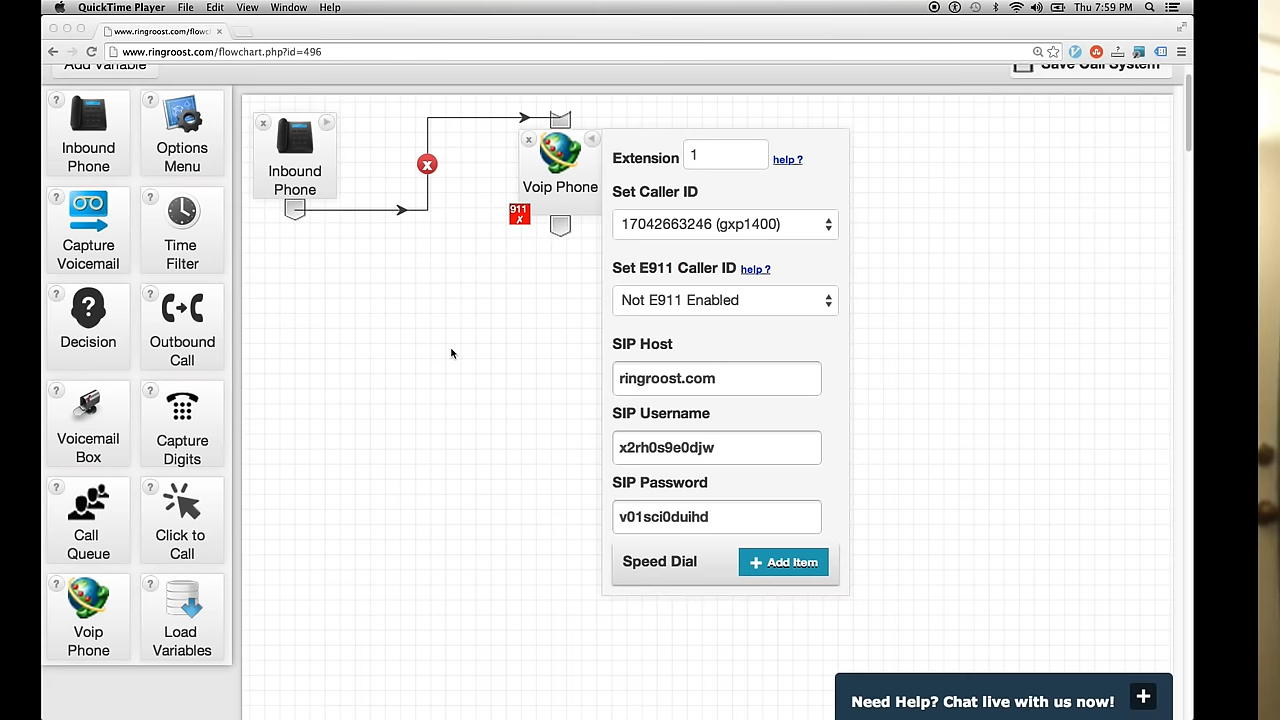 QuickTime Player File Edit View Window Help Thu 7:59 PM
www.ringroost.com/flowc
www.ringroost.com/flowchart.php?id=496
Add Variable
Save Call System
? Inbound Phone
? Options Menu
? Capture Voicemail
? Time Filter
? Decision
? Outbound Call
? Voicemail Box
? Capture Digits
? Call Queue
? Click to Call
? Voip Phone
? Load Variables
x
Inbound Phone
x
x
Voip Phone
911
x
Extension 1 help ?
Set Caller ID
17042663246 (gxp1400)
Set E911 Caller ID help ?
Not E911 Enabled
SIP Host
ringroost.com
SIP Username
x2rh0s9e0djw
SIP Password
v01sci0duihd
Speed Dial + Add Item
Need Help? Chat live with us now! +